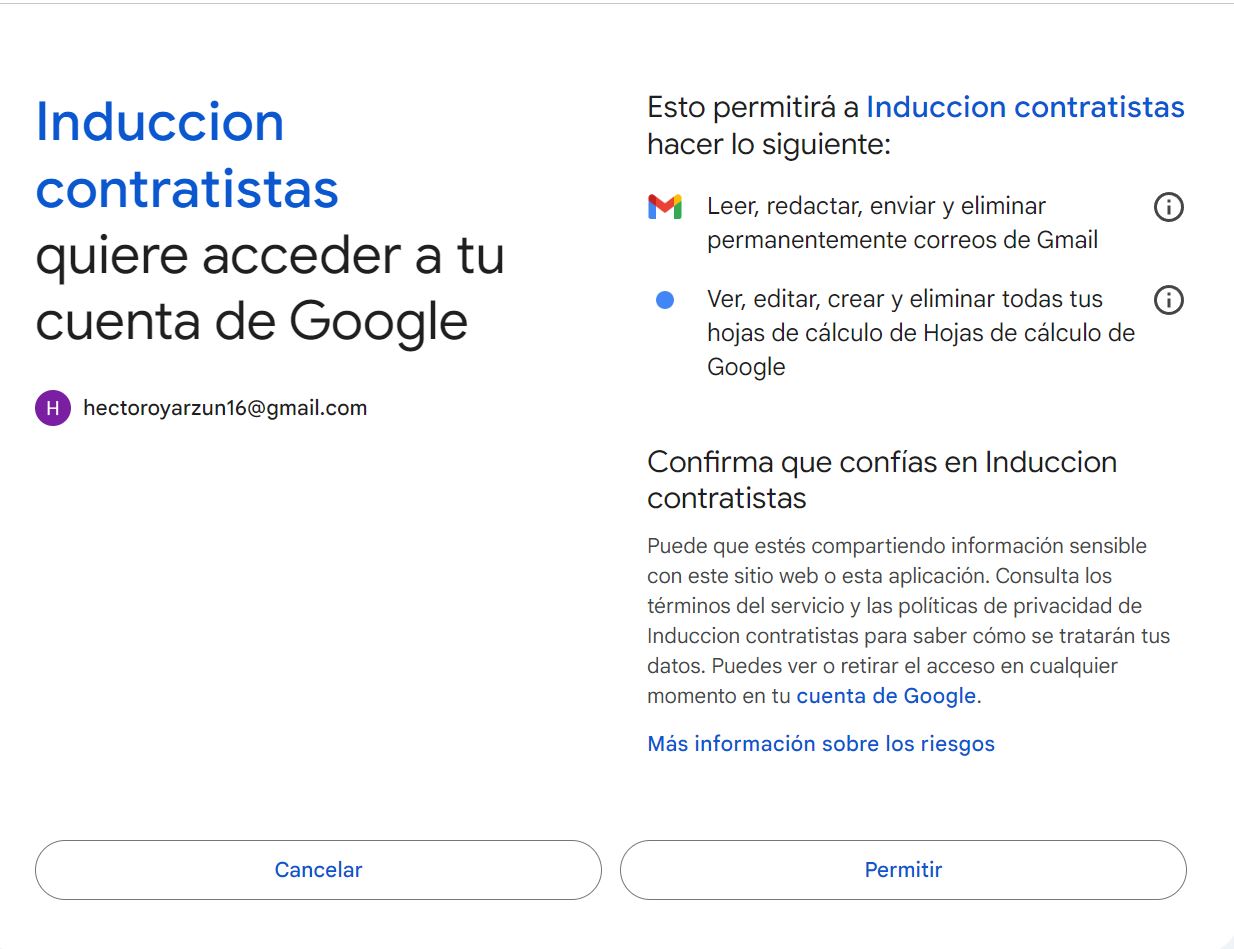 Induccion
contratistas
quiere acceder a tu
cuenta de Google
H hectoroyarzun16@gmail.com
Esto permitirá a Induccion contratistas
hacer lo siguiente:
Leer, redactar, enviar y eliminar
permanentemente correos de Gmail
Ver, editar, crear y eliminar todas tus
hojas de cálculo de Hojas de cálculo de
Google
Confirma que confías en Induccion
contratistas
Puede que estés compartiendo información sensible
con este sitio web o esta aplicación. Consulta los
términos del servicio y las políticas de privacidad de
Induccion contratistas para saber cómo se tratarán tus
datos. Puedes ver o retirar el acceso en cualquier
momento en tu cuenta de Google.
Más información sobre los riesgos
Cancelar
Permitir